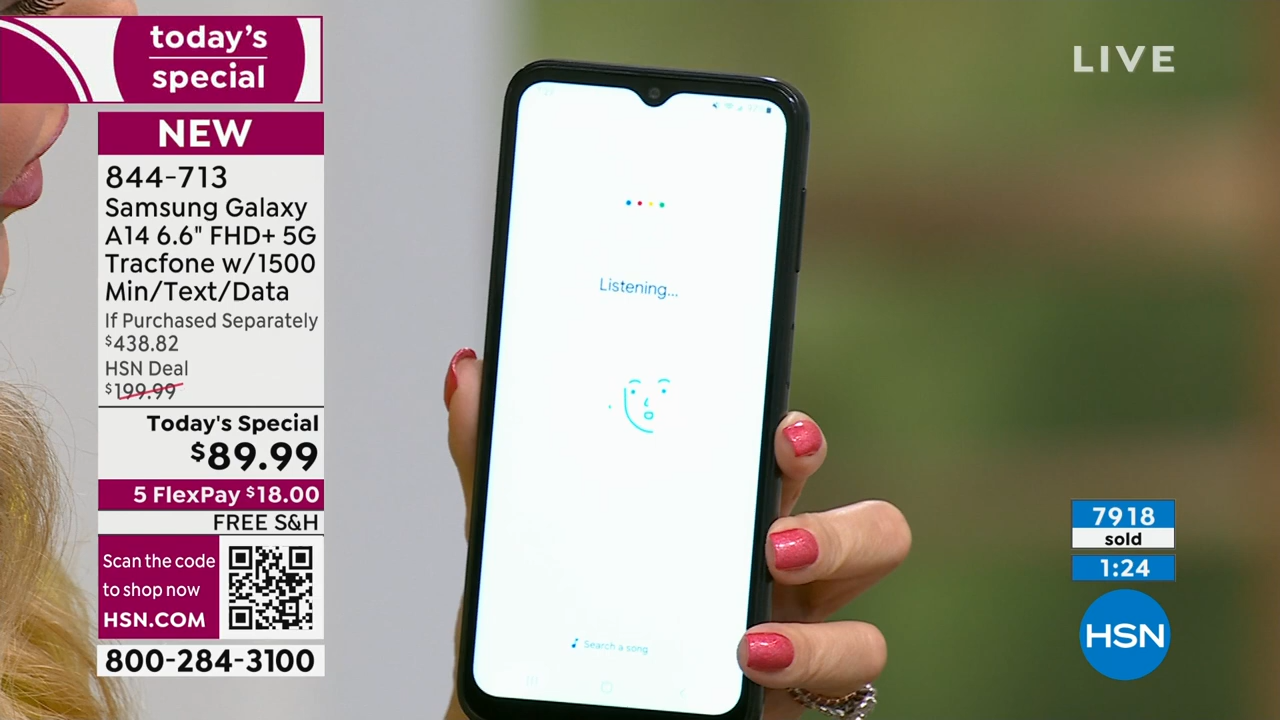 today's
special
NEW
844-713
Samsung Galaxy
A14 6.6" FHD+ 5G
Tracfone w/1500
Min/Text/Data
If Purchased Separately
$438.82
HSN Deal
$199.99
Today's Special
$89.99
5 FlexPay $18.00
FREE S&H
Scan the code
to shop now
HSN.COM
800-284-3100
Listening...
Search a song
LIVE
7918
sold
1:24
HSN